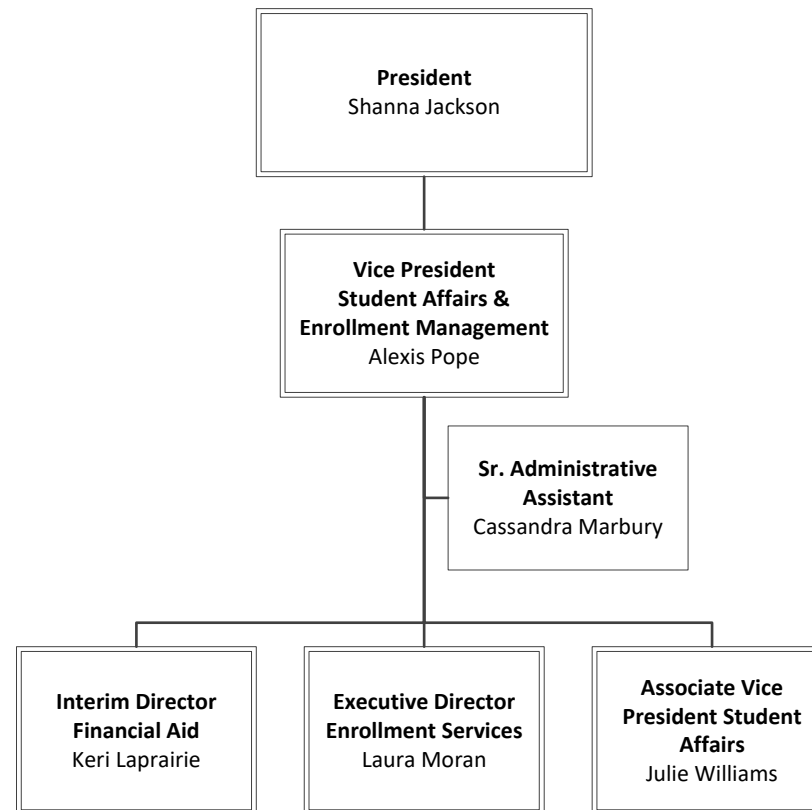 President
Shanna Jackson
Vice President
Student Affairs &
Enrollment Management
Alexis Pope
Sr. Administrative
Assistant
Cassandra Marbury
Interim Director
Financial Aid
Keri Laprairie
Executive Director
Enrollment Services
Laura Moran
Associate Vice
President Student
Affairs
Julie Williams